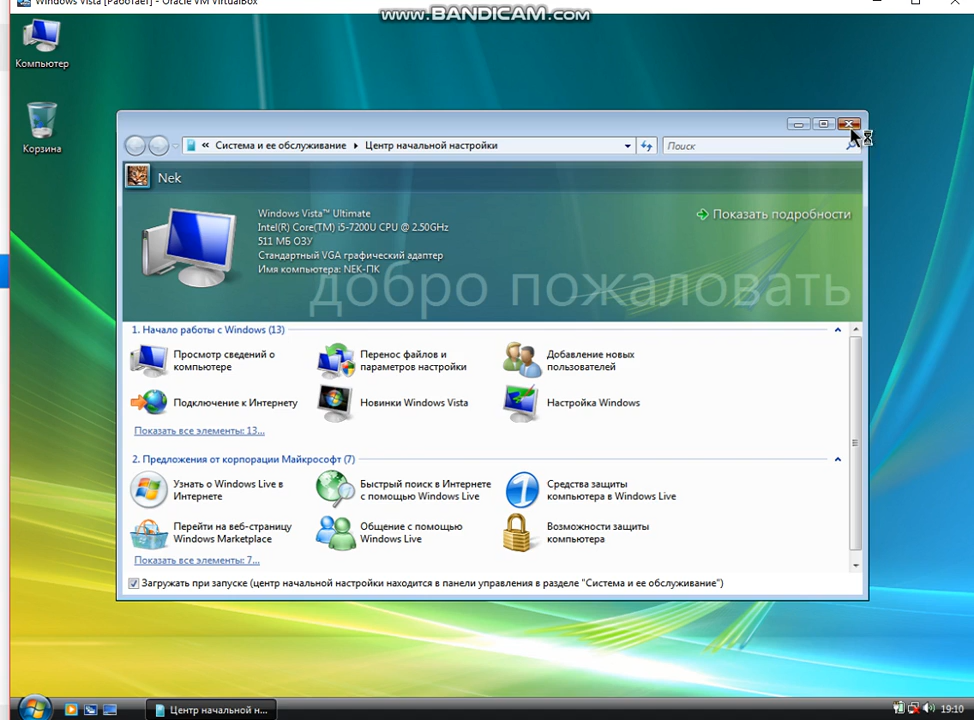 Windows Vista [Работает] - Oracle VM VirtualBox
www.BANDICAM.com
Компьютер
Корзина
« Система и ее обслуживание Центр начальной настройки
Поиск
Nek
Windows Vista™ Ultimate
Intel(R) Core(TM) i5-7200U CPU @ 2.50GHz
511 МБ ОЗУ
Стандартный VGA графический адаптер
Имя компьютера: NEK-ПК
Показать подробности
добро пожаловать
1. Начало работы с Windows (13)
Просмотр сведений о
компьютере
Перенос файлов и
параметров настройки
Добавление новых
пользователей
Подключение к Интернету
Новинки Windows Vista
Настройка Windows
Показать все элементы: 13...
2. Предложения от корпорации Майкрософт (7)
Узнать о Windows Live в
Интернете
Быстрый поиск в Интернете
с помощью Windows Live
Средства защиты
компьютера в Windows Live
Перейти на веб-страницу
Windows Marketplace
Общение с помощью
Windows Live
Возможности защиты
компьютера
Показать все элементы: 7...
Загружать при запуске (центр начальной настройки находится в панели управления в разделе "Система и ее обслуживание")
Центр начальной н...
19:10